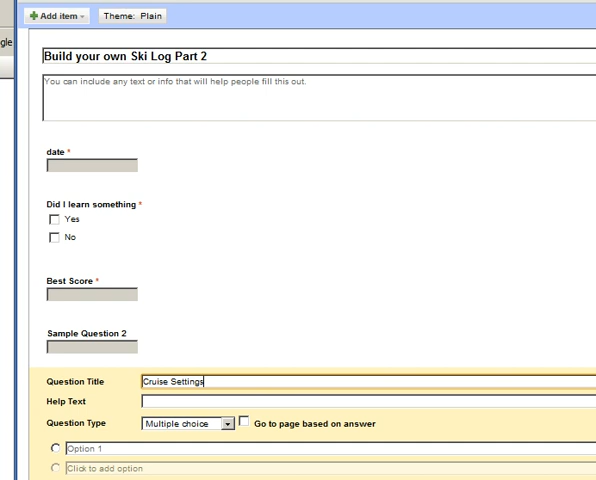 Add item
Theme: Plain
gle
Build your own Ski Log Part 2
You can include any text or info that will help people fill this out.
date *
Did I learn something *
Yes
No
Best Score *
Sample Question 2
Question Title Cruise Settings
Help Text
Question Type Multiple choice Go to page based on answer
Option 1
Click to add option